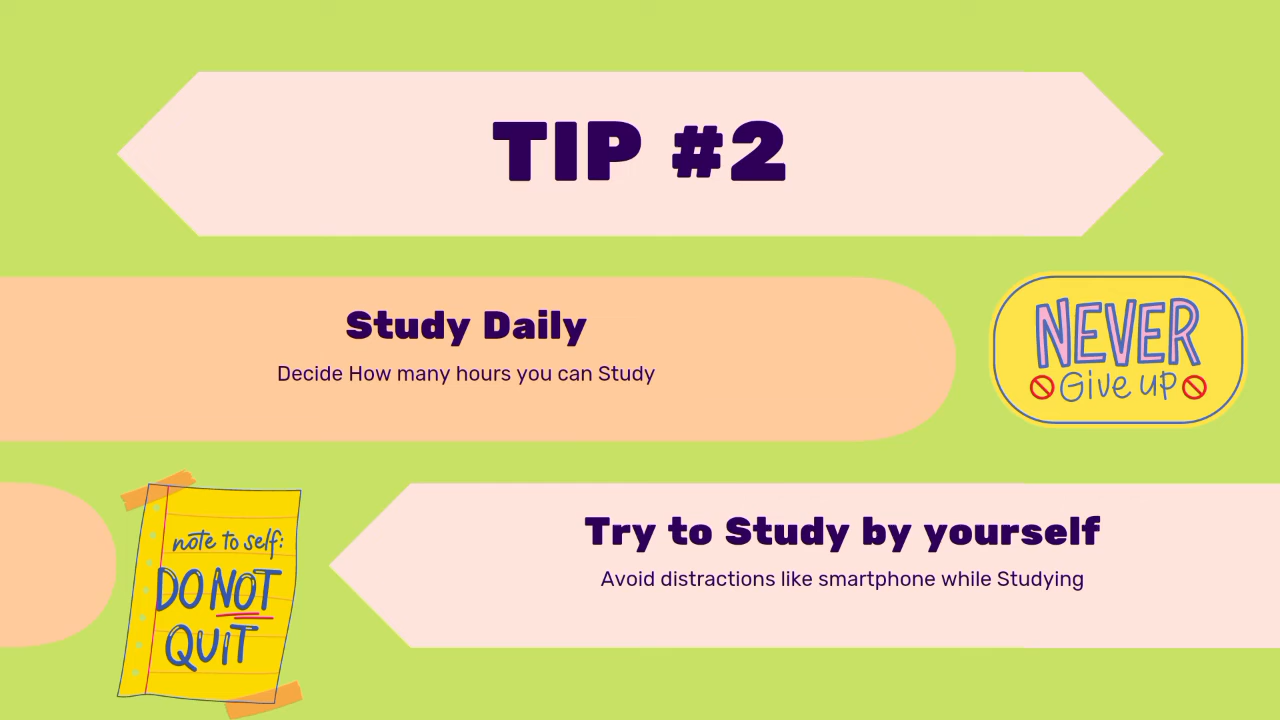 TIP #2
Study Daily
Decide How many hours you can Study
NEVER
Give up
note to self:
DO NOT
QUIT
Try to Study by yourself
Avoid distractions like smartphone while Studying